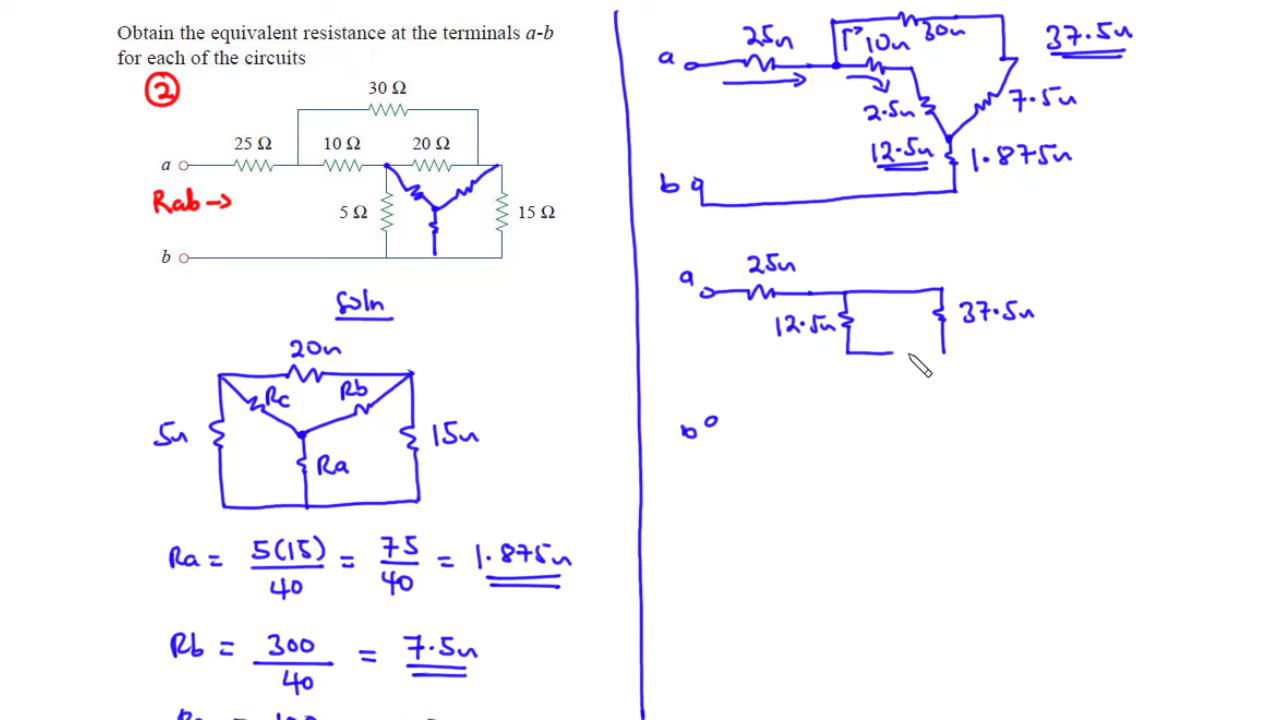 Obtain the equivalent resistance at the terminals a-b
for each of the circuits
2
30 Ω
25 Ω 10 Ω 20 Ω
a
Rab →
5 Ω 15 Ω
b
Soln
20Ω
Rc Rb
5Ω 15Ω
Ra
Ra = 5(15)/40 = 75/40 = 1.875Ω
Rb = 300/40 = 7.5Ω
25Ω 10Ω 30Ω 37.5Ω
a
2.5Ω 7.5Ω
12.5Ω 1.875Ω
b
25Ω
a
12.5Ω 37.5Ω
b